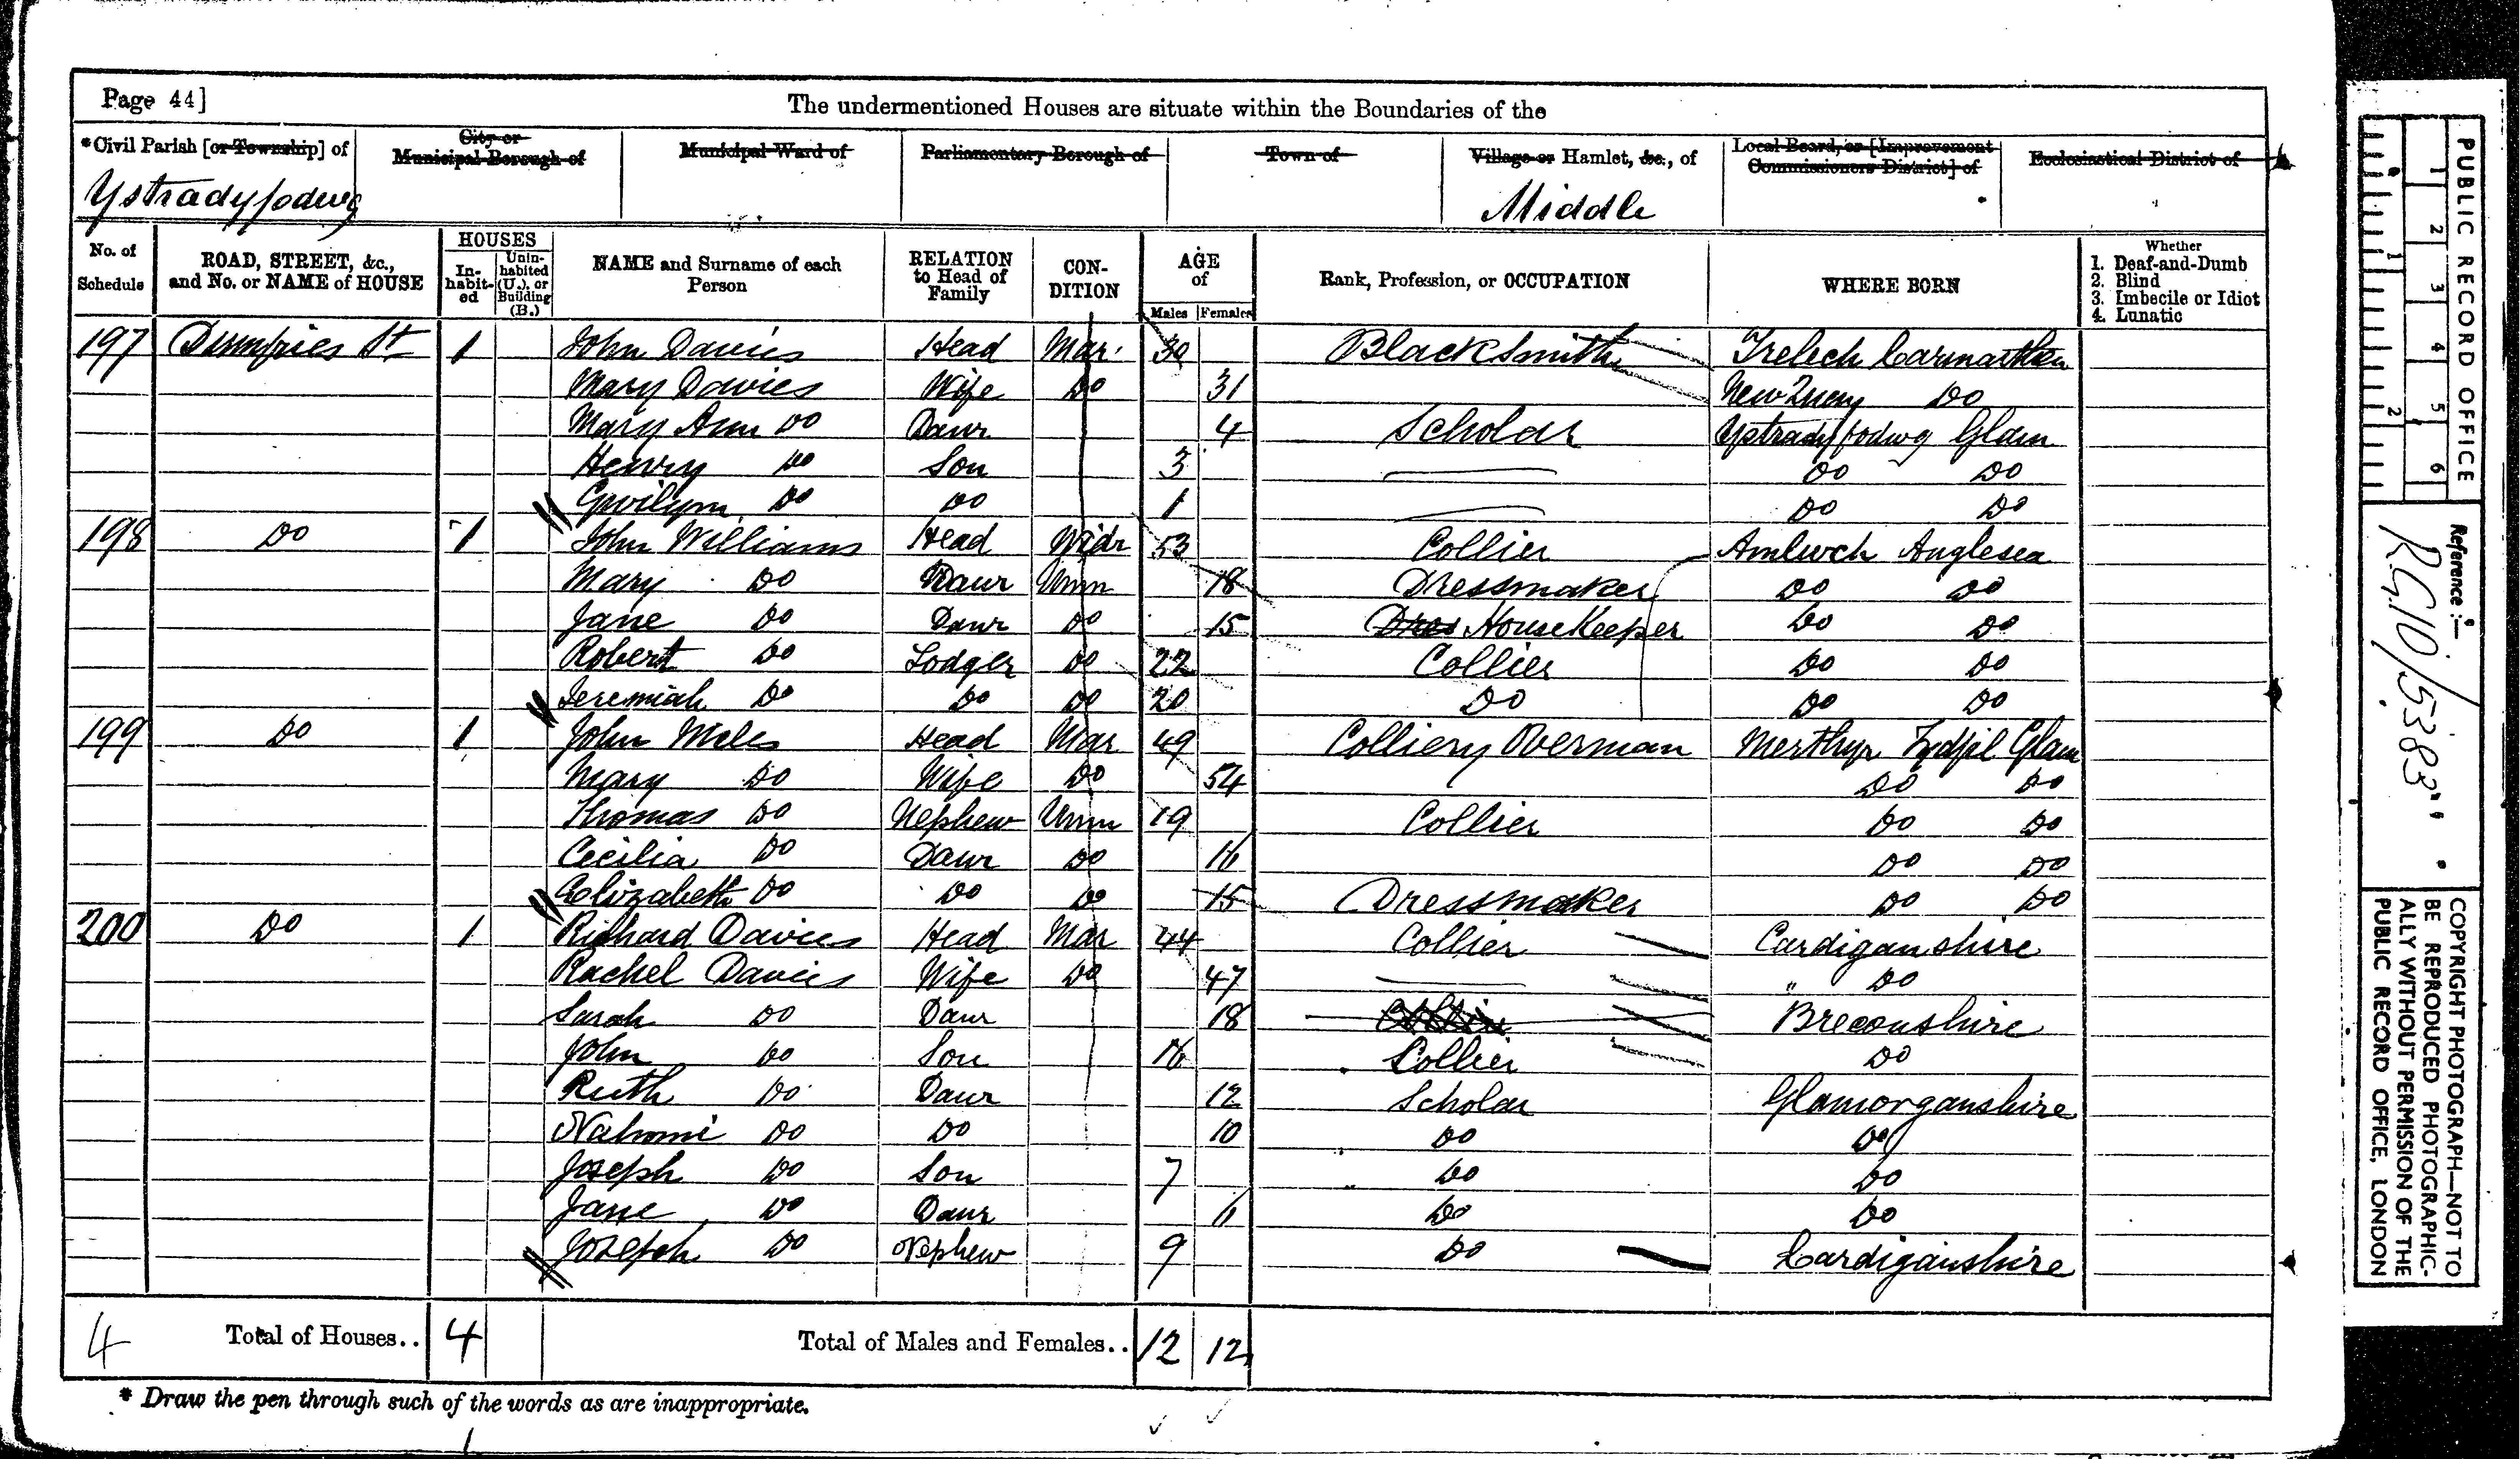 Page 44]
The undermentioned Houses are situate within the Boundaries of the
*Civil Parish [or Township] of City or Municipal Borough of Municipal Ward of Parliamentary Borough of Town of Village or Hamlet, &c., of Local Board, or [Improvement Commissioners District] of Ecclesiastical District of
Ystradyfodwg Middle
No. of Schedule ROAD, STREET, &c., and No. or NAME of HOUSE HOUSES Inhabited Uninhabited (U.), or Building (B.) NAME and Surname of each Person RELATION to Head of Family CONDITION AGE of Males Females Rank, Profession, or OCCUPATION WHERE BORN Whether 1. Deaf-and-Dumb 2. Blind 3. Imbecile or Idiot 4. Lunatic
197 Dumfries St 1 John Davies Head Mar. 30 Blacksmith Trelech Carmarthen
Mary Davies Wife Do 31 New Quay Do
Mary Ann Do Daur 4 Scholar Ystradyfodwg Glam
Henry Do Son 3 Do Do
Gwilym Do Do 1 Do Do
198 Do 1 John Williams Head Widr 53 Collier Amlwch Anglesea
Mary Do Daur Unm 18 Dressmaker Do Do
Jane Do Daur Do 15 Dres HouseKeeper Do Do
Robert Do Lodger Do 22 Collier Do Do
Jeremiah Do Do Do 20 Do Do Do
199 Do 1 John Miles Head Mar 49 Colliery Overman Merthyr Tydfil Glam
Mary Do Wife Do 54 Do Do
Thomas Do Nephew Unm 19 Collier Do Do
Cecilia Do Daur Do 16 Do Do
Elizabeth Do Do Do 15 Dressmaker Do Do
200 Do 1 Richard Davies Head Mar 44 Collier Cardiganshire
Rachel Davies Wife Do 47 " Do
Sarah Do Daur 18 Breconshire
John Do Son 16 Collier Do
Ruth Do Daur 12 Scholar Glamorganshire
Nahomi Do Do 10 Do Do
Joseph Do Son 7 Do Do
Jane Do Daur 6 Do Do
Joseph Do Nephew 9 Do Cardiganshire
4 Total of Houses.. 4 Total of Males and Females.. 12 12
* Draw the pen through such of the words as are inappropriate.
PUBLIC RECORD OFFICE
1 2 3 4 5 6
1 2
Reference :-
RG10/5383
COPYRIGHT PHOTOGRAPH—NOT TO
BE REPRODUCED PHOTOGRAPHIC-
ALLY WITHOUT PERMISSION OF THE
PUBLIC RECORD OFFICE, LONDON